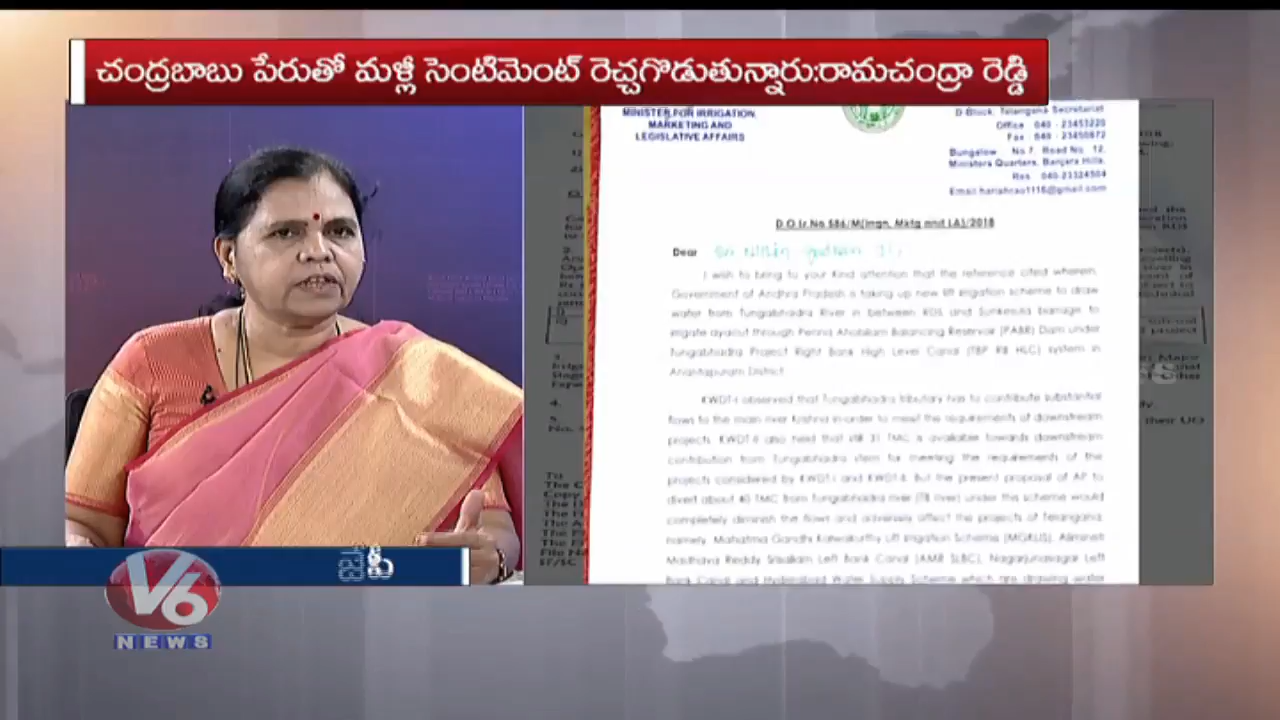 చంద్రబాబు పేరుతో మళ్లీ సెంటిమెంట్ రెచ్చగొడుతున్నారు:రామచంద్రా రెడ్డి
MINISTER FOR IRRIGATION,
MARKETING AND
LEGISLATIVE AFFAIRS
D-Block, Telangana Secretariat
Office : 040 - 23453220
Fax : 040 - 23450872
Bungalow : No.7, Road No. 12,
Ministers Quarters, Banjara Hills,
Res : 040-23324504
Email:harishrao1116@gmail.com
D.O.Lr.No.586/M(Irrgn, Mktg and LA)/2018
Dear
I wish to bring to your kind attention that the reference cited wherein,
Government of Andhra Pradesh is taking up new lift irrigation scheme to draw
water from Tungabhadra River in between RDS and Sunkesula barrage to
irrigate ayacut through Penna Ahobilam Balancing Reservoir (PABR) Dam under
Tungabhadra Project Right Bank High Level Canal (TBP RB HLC) system in
Anantapuram District.
KWDT-I observed that Tungabhadra tributary has to contribute substantial
flows to the main river Krishna in-order to meet the requirements of downstream
projects. KWDT-II also held that 31 TMC is available towards downstream
contribution from Tungabhadra stem for meeting the requirements of the
projects considered by KWDT-I and KWDT-II. But the present proposal of AP to
divert about 40 TMC from Tungabhadra river (TB river) under this scheme would
completely diminish the flows and adversely affect the projects of Telangana,
namely, Mahatma Gandhi Kalwakurthy Lift Irrigation Scheme (MGKLIS), Alimineti
Madhava Reddy Srisailam Left Bank Canal (AMR SLBC), Nagarjunasagar Left
Bank Canal and Hyderabad Water Supply Scheme which are drawing water
To
జేపీ
V6
NEWS